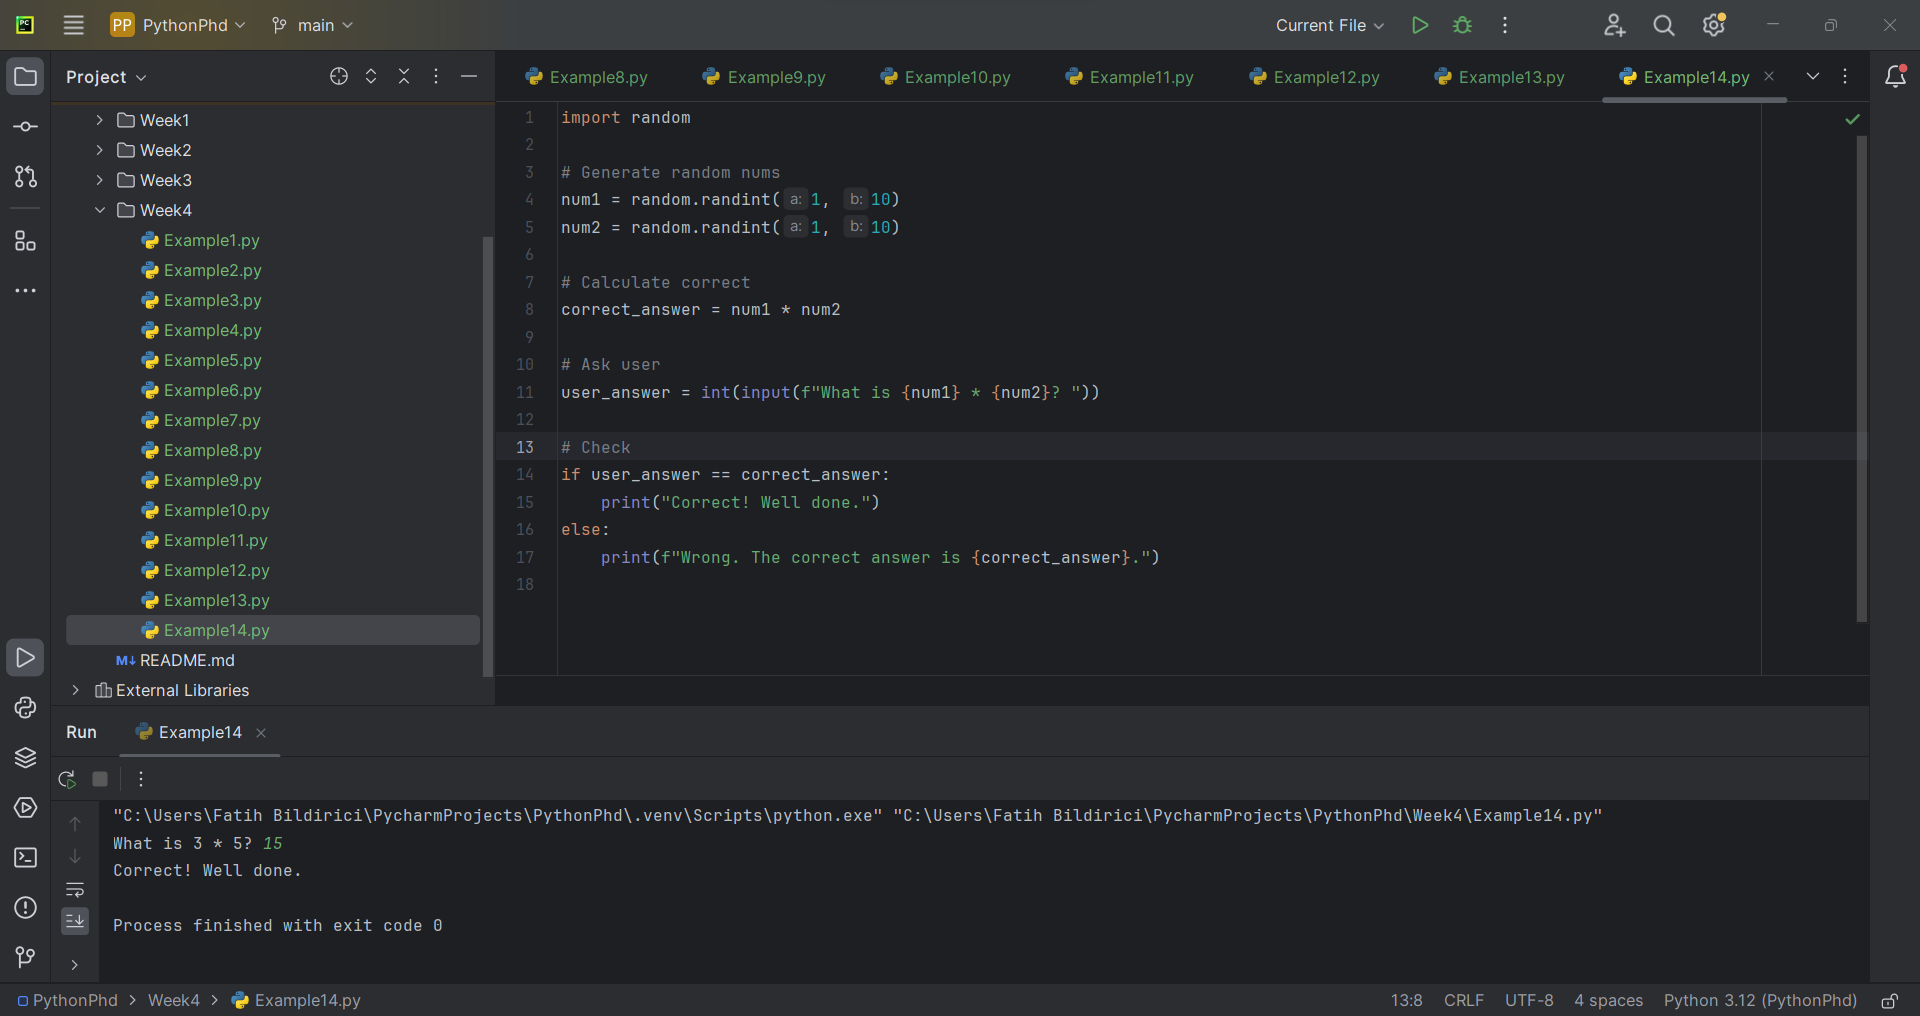 PC
PP PythonPhd main Current File
Project
Example8.py Example9.py Example10.py Example11.py Example12.py Example13.py Example14.py
Week1
Week2
Week3
Week4
Example1.py
Example2.py
Example3.py
Example4.py
Example5.py
Example6.py
Example7.py
Example8.py
Example9.py
Example10.py
Example11.py
Example12.py
Example13.py
Example14.py
M↓ README.md
External Libraries
1 import random
2
3 # Generate random nums
4 num1 = random.randint( a: 1, b: 10)
5 num2 = random.randint( a: 1, b: 10)
6
7 # Calculate correct
8 correct_answer = num1 * num2
9
10 # Ask user
11 user_answer = int(input(f"What is {num1} * {num2}? "))
12
13 # Check
14 if user_answer == correct_answer:
15     print("Correct! Well done.")
16 else:
17     print(f"Wrong. The correct answer is {correct_answer}.")
18
Run Example14
"C:\Users\Fatih Bildirici\PycharmProjects\PythonPhd\.venv\Scripts\python.exe" "C:\Users\Fatih Bildirici\PycharmProjects\PythonPhd\Week4\Example14.py"
What is 3 * 5? 15
Correct! Well done.
Process finished with exit code 0
PythonPhd > Week4 > Example14.py 13:8 CRLF UTF-8 4 spaces Python 3.12 (PythonPhd)